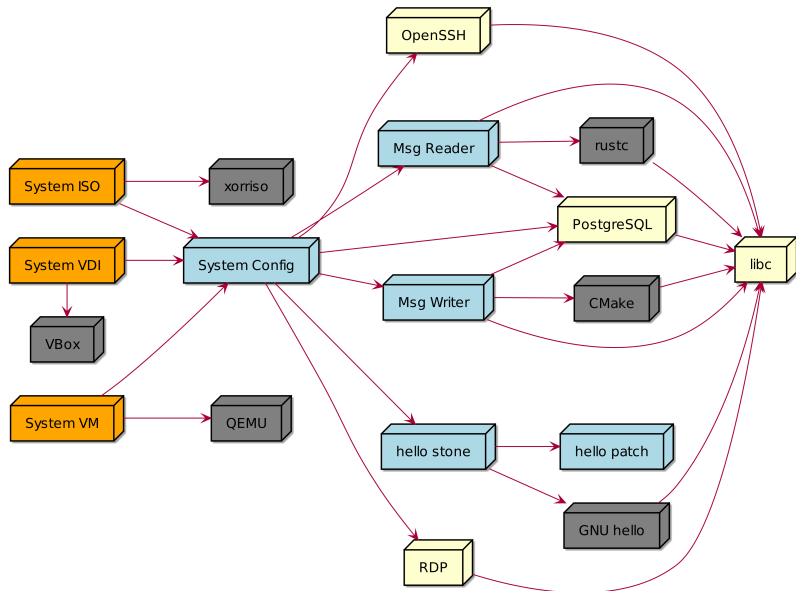 OpenSSH
Msg Reader
rustc
System ISO
xorriso
PostgreSQL
System VDI
System Config
libc
Msg Writer
CMake
VBox
System VM
QEMU
hello stone
hello patch
GNU hello
RDP